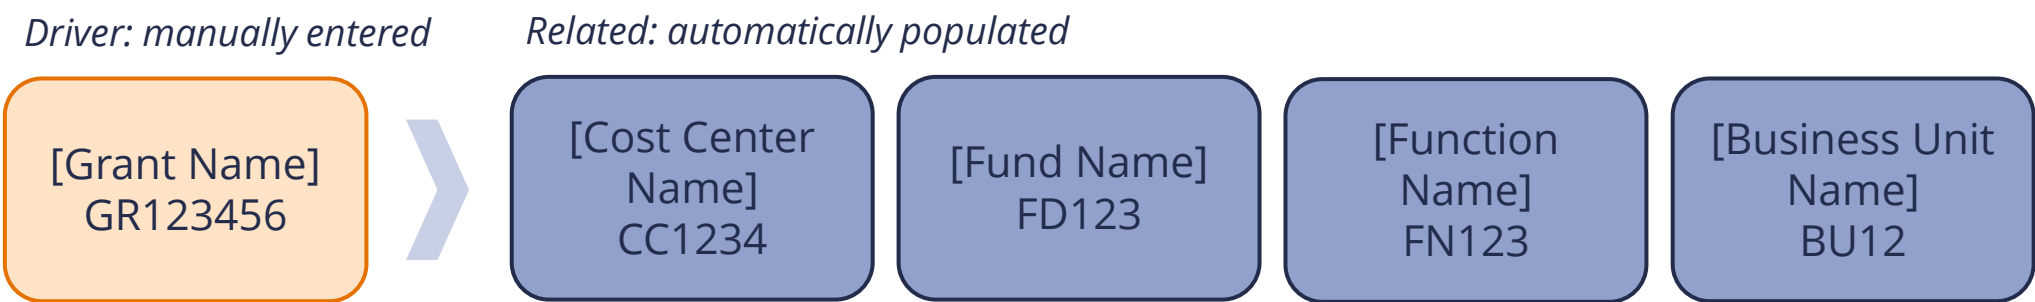 Driver: manually entered
Related: automatically populated
[Grant Name]
GR123456
[Cost Center
Name]
CC1234
[Fund Name]
FD123
[Function
Name]
FN123
[Business Unit
Name]
BU12